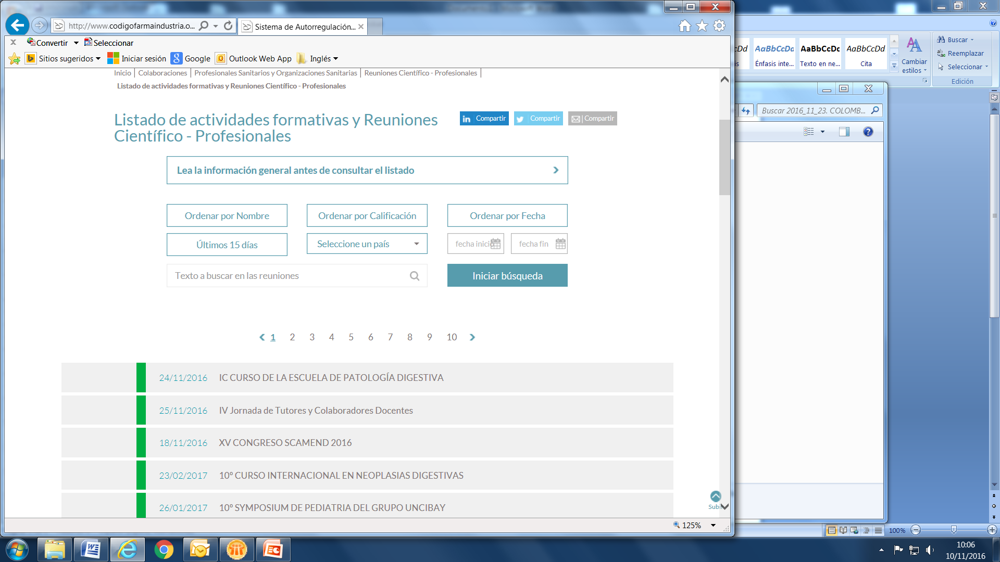 http://www.codigofarmaindustria.o...
Sistema de Autorregulación...
x Convertir Seleccionar
Sitios sugeridos Iniciar sesión Google Outlook Web App Inglés
Inicio | Colaboraciones | Profesionales Sanitarios y Organizaciones Sanitarias | Reuniones Científico - Profesionales |
Listado de actividades formativas y Reuniones Científico - Profesionales
Listado de actividades formativas y Reuniones
Científico - Profesionales
in Compartir Compartir Compartir
Lea la información general antes de consultar el listado
Ordenar por Nombre Ordenar por Calificación Ordenar por Fecha
Últimos 15 días Seleccione un país fecha inicio fecha fin
Texto a buscar en las reuniones Iniciar búsqueda
1 2 3 4 5 6 7 8 9 10
24/11/2016 IC CURSO DE LA ESCUELA DE PATOLOGÍA DIGESTIVA
25/11/2016 IV Jornada de Tutores y Colaboradores Docentes
18/11/2016 XV CONGRESO SCAMEND 2016
23/02/2017 10º CURSO INTERNACIONAL EN NEOPLASIAS DIGESTIVAS
26/01/2017 10º SYMPOSIUM DE PEDIATRIA DEL GRUPO UNCIBAY
Subir
125%
AaBbCcDd AaBbCcDc AaBbCcDd
Énfasis inte... Texto en ne... Cita
Cambiar
estilos
Buscar
Reemplazar
Seleccionar
Edición
Buscar 2016_11_23. COLOMB...
100%
10:06
10/11/2016